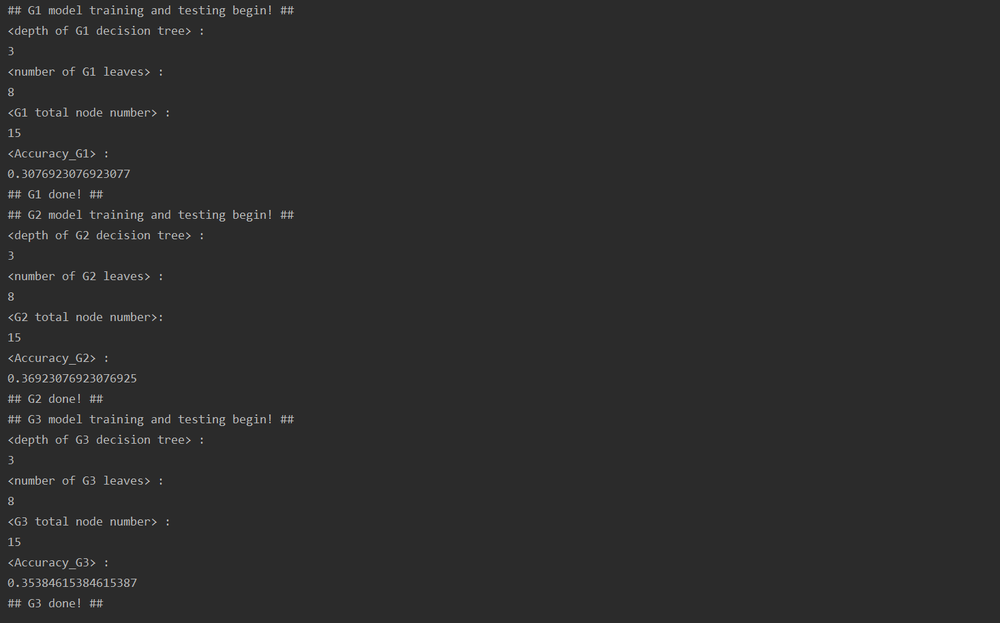 ## G1 model training and testing begin! ##
<depth of G1 decision tree> :
3
<number of G1 leaves> :
8
<G1 total node number> :
15
<Accuracy_G1> :
0.3076923076923077
## G1 done! ##
## G2 model training and testing begin! ##
<depth of G2 decision tree> :
3
<number of G2 leaves> :
8
<G2 total node number>:
15
<Accuracy_G2> :
0.36923076923076925
## G2 done! ##
## G3 model training and testing begin! ##
<depth of G3 decision tree> :
3
<number of G3 leaves> :
8
<G3 total node number> :
15
<Accuracy_G3> :
0.35384615384615387
## G3 done! ##